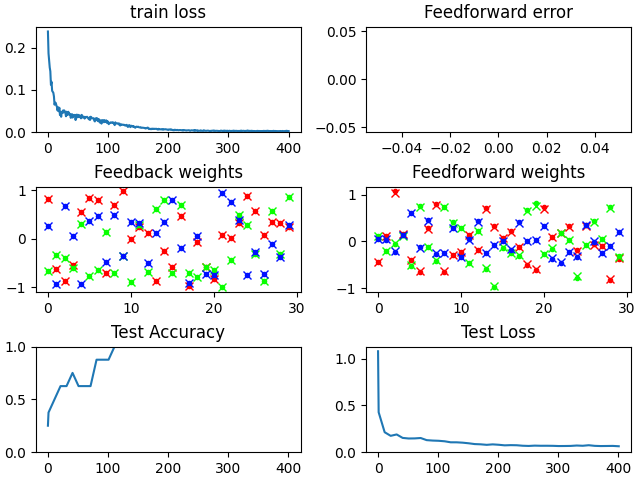 train loss
0.2
0.1
0.0
0 100 200 300 400
Feedforward error
0.05
0.00
−0.05
−0.04 −0.02 0.00 0.02 0.04
Feedback weights
1
0
−1
0 10 20 30
Feedforward weights
1
0
−1
0 10 20 30
Test Accuracy
1.0
0.5
0.0
0 100 200 300 400
Test Loss
1.0
0.5
0.0
0 100 200 300 400